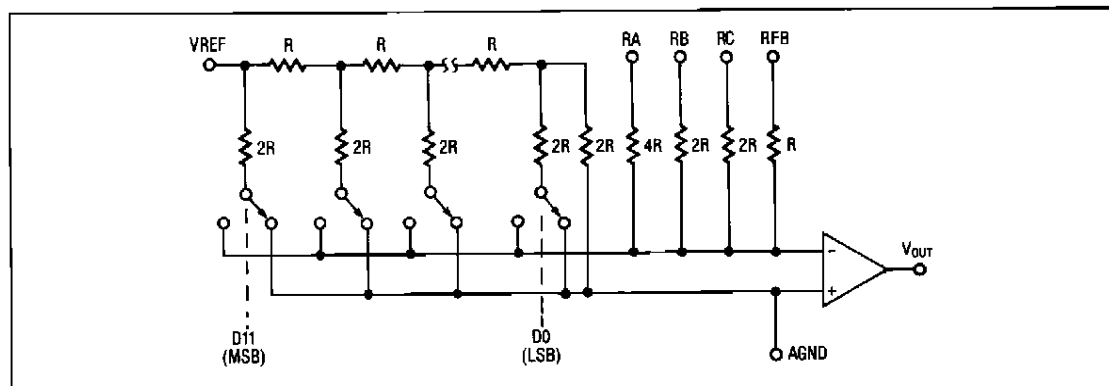 VREF R R R RA RB RC RFB
2R 2R 2R 2R 2R 4R 2R 2R R
- VOUT
+
D11 D0 AGND
(MSB) (LSB)